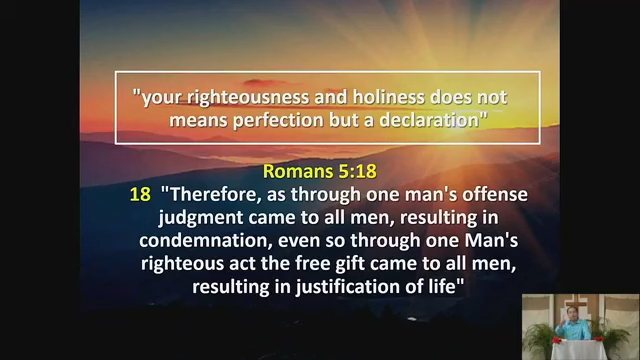 "your righteousness and holiness does not
means perfection but a declaration"
Romans 5:18
18 "Therefore, as through one man's offense
judgment came to all men, resulting in
condemnation, even so through one Man's
righteous act the free gift came to all men,
resulting in justification of life"